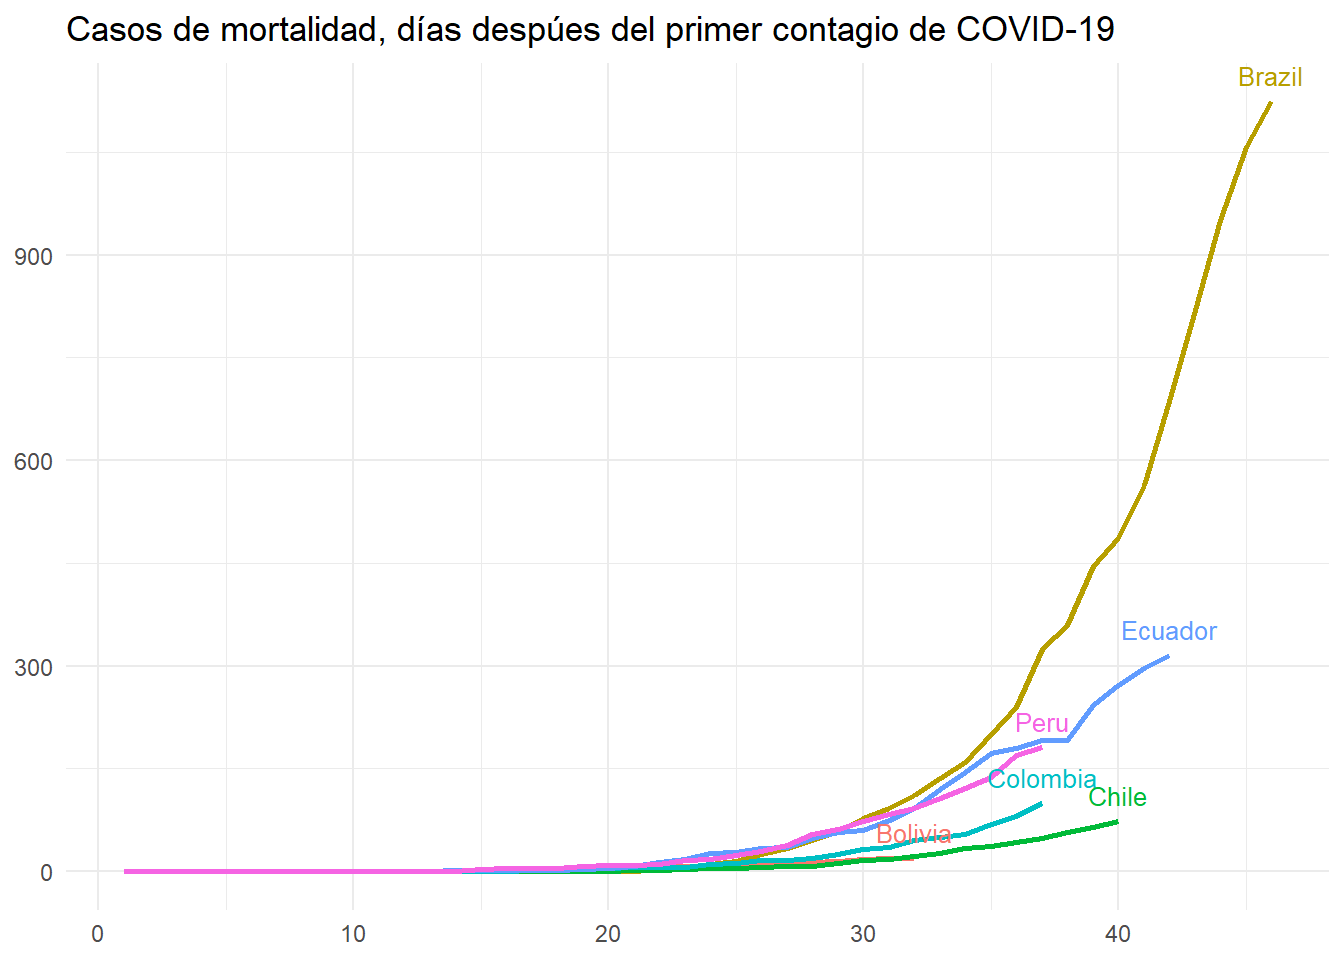 Casos de mortalidad, días despúes del primer contagio de COVID-19
Brazil
900
600
Ecuador
300
Peru
Colombia
Chile
Bolivia
0
0 10 20 30 40